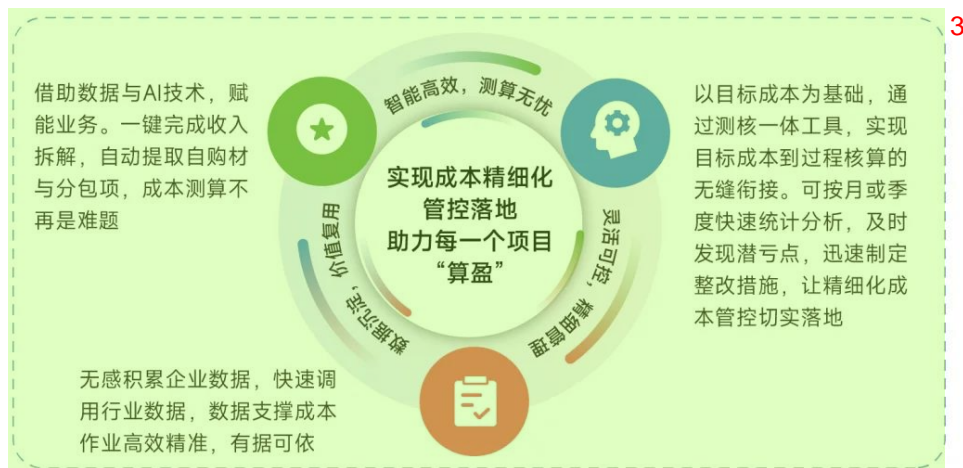 3
借助数据与AI技术，赋
能业务。一键完成收入
拆解，自动提取自购材
与分包项，成本测算不
再是难题
智能高效，测算无忧
实现成本精细化
管控落地
助力每一个项目
“算盈”
数据沉淀，价值复用
灵活可控，精细管理
以目标成本为基础，通
过测核一体工具，实现
目标成本到过程核算的
无缝衔接。可按月或季
度快速统计分析，及时
发现潜亏点，迅速制定
整改措施，让精细化成
本管控切实落地
无感积累企业数据，快速调
用行业数据，数据支撑成本
作业高效精准，有据可依